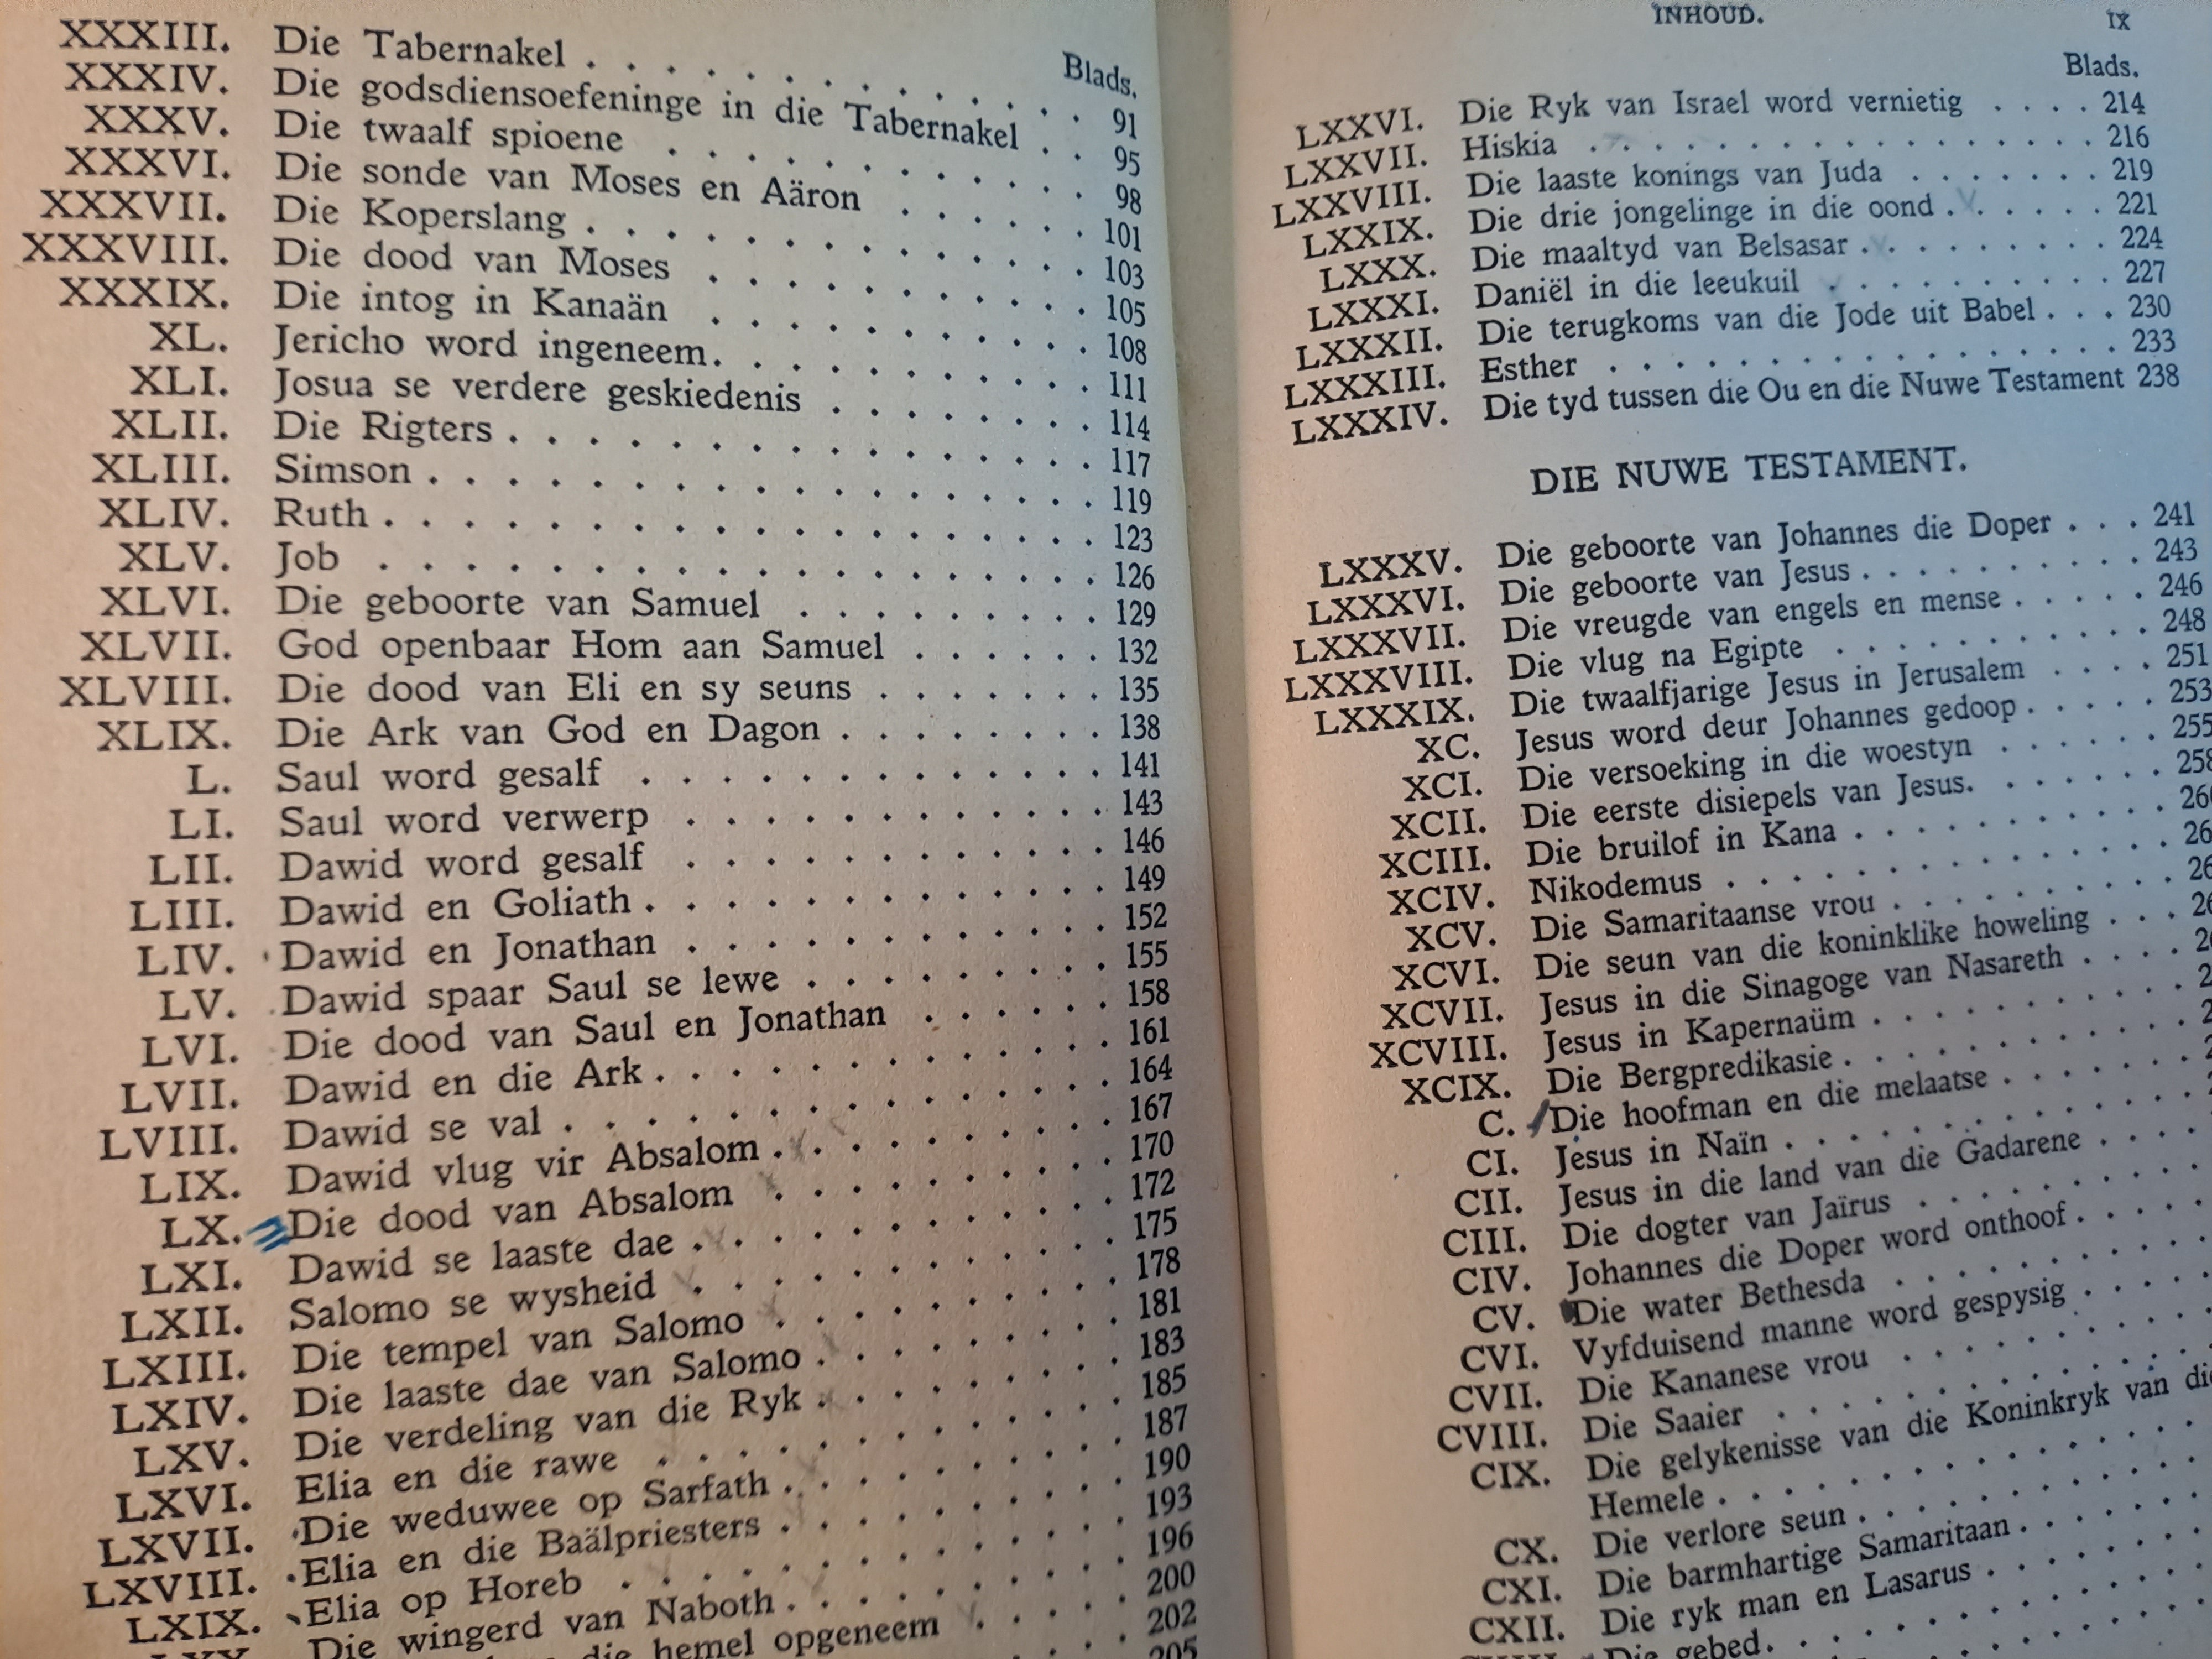 Blads.
XXXIII. Die Tabernakel . . . . . . . . . . . . 91
XXXIV. Die godsdiensoefeninge in die Tabernakel . . 95
XXXV. Die twaalf spioene . . . . . . . . . . . 98
XXXVI. Die sonde van Moses en Aäron . . . . . 101
XXXVII. Die Koperslang . . . . . . . . . . . . . 103
XXXVIII. Die dood van Moses . . . . . . . . . . 105
XXXIX. Die intog in Kanaän . . . . . . . . . . 108
XL. Jericho word ingeneem. . . . . . . . . . 111
XLI. Josua se verdere geskiedenis . . . . . . . 114
XLII. Die Rigters . . . . . . . . . . . . . . . 117
XLIII. Simson . . . . . . . . . . . . . . . . . 119
XLIV. Ruth . . . . . . . . . . . . . . . . . . 123
XLV. Job . . . . . . . . . . . . . . . . . . 126
XLVI. Die geboorte van Samuel . . . . . . . . 129
XLVII. God openbaar Hom aan Samuel . . . . . . 132
XLVIII. Die dood van Eli en sy seuns . . . . . . . 135
XLIX. Die Ark van God en Dagon . . . . . . . . 138
L. Saul word gesalf . . . . . . . . . . . . 141
LI. Saul word verwerp . . . . . . . . . . . 143
LII. Dawid word gesalf . . . . . . . . . . . 146
LIII. Dawid en Goliath . . . . . . . . . . . . 149
LIV. Dawid en Jonathan . . . . . . . . . . . 152
LV. Dawid spaar Saul se lewe . . . . . . . . 155
LVI. Die dood van Saul en Jonathan . . . . . . 158
LVII. Dawid en die Ark . . . . . . . . . . . . 161
LVIII. Dawid se val . . . . . . . . . . . . . . 164
LIX. Dawid vlug vir Absalom . . . . . . . . . 167
LX. Die dood van Absalom . . . . . . . . . 170
LXI. Dawid se laaste dae . . . . . . . . . . . 172
LXII. Salomo se wysheid . . . . . . . . . . . 175
LXIII. Die tempel van Salomo . . . . . . . . . 178
LXIV. Die laaste dae van Salomo . . . . . . . . 181
LXV. Die verdeling van die Ryk . . . . . . . . 183
LXVI. Elia en die rawe . . . . . . . . . . . . 185
LXVII. Die weduwee op Sarfath . . . . . . . . . 187
LXVIII. Elia en die Baälpriesters . . . . . . . . . 190
LXIX. Elia op Horeb . . . . . . . . . . . . . 193
Die wingerd van Naboth . . . . . . . . . 196
die hemel opgeneem . . . . . 200
202
205
INHOUD. IX
Blads.
LXXVI. Die Ryk van Israel word vernietig . . . . 214
LXXVII. Hiskia . . . . . . . . . . . . . . . . 216
LXXVIII. Die laaste konings van Juda . . . . . . . 219
LXXIX. Die drie jongelinge in die oond . . . . . . 221
LXXX. Die maaltyd van Belsasar . . . . . . . . . 224
LXXXI. Daniël in die leeukuil . . . . . . . . . . 227
LXXXII. Die terugkoms van die Jode uit Babel . . . 230
LXXXIII. Esther . . . . . . . . . . . . . . . . 233
LXXXIV. Die tyd tussen die Ou en die Nuwe Testament 238
DIE NUWE TESTAMENT.
LXXXV. Die geboorte van Johannes die Doper . . . 241
LXXXVI. Die geboorte van Jesus . . . . . . . . . 243
LXXXVII. Die vreugde van engels en mense . . . . . 246
LXXXVIII. Die vlug na Egipte . . . . . . . . . . 248
LXXXIX. Die twaalfjarige Jesus in Jerusalem . . . . 251
XC. Jesus word deur Johannes gedoop . . . . . 253
XCI. Die versoeking in die woestyn . . . . . . 255
XCII. Die eerste disiepels van Jesus. . . . . . . 258
XCIII. Die bruilof in Kana . . . . . . . . . .
XCIV. Nikodemus . . . . . . . . . . . . .
XCV. Die Samaritaanse vrou . . . . . . . . .
XCVI. Die seun van die koninklike howeling . . .
XCVII. Jesus in die Sinagoge van Nasareth . . . .
XCVIII. Jesus in Kapernaüm . . . . . . . . . .
XCIX. Die Bergpredikasie . . . . . . . . . . .
C. Die hoofman en die melaatse . . . . . .
CI. Jesus in Naïn . . . . . . . . . . . . .
CII. Jesus in die land van die Gadarene . . . .
CIII. Die dogter van Jaïrus . . . . . . . . .
CIV. Johannes die Doper word onthoof . . . . .
CV. Die water Bethesda . . . . . . . . . .
CVI. Vyfduisend manne word gespysig . . . . .
CVII. Die Kananese vrou . . . . . . . . . .
CVIII. Die Saaier . . . . . . . . . . . . .
CIX. Die gelykenisse van die Koninkryk van die
Hemele . . . . . . . . . . . . . .
CX. Die verlore seun . . . . . . . . . . .
CXI. Die barmhartige Samaritaan . . . . . . .
CXII. Die ryk man en Lasarus . . . . . . . .
Die gebed. . . . . . . . . . . .